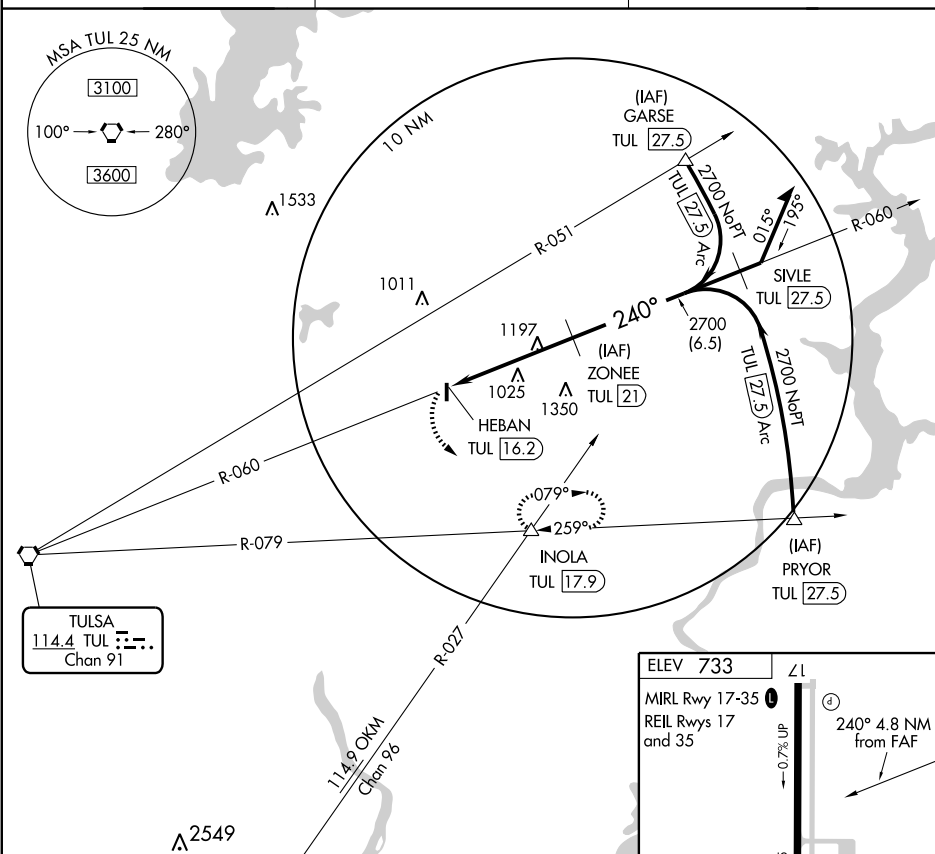 MSA TUL 25 NM
3100
100°
280°
3600
10 NM
(IAF)
GARSE
TUL 27.5
2700 NoPT
TUL 27.5 Arc
1533
R-051
015°
195°
R-060
SIVLE
TUL 27.5
1011
240°
2700
(6.5)
1197
(IAF)
ZONEE
TUL 21
1025
1350
2700 NoPT
TUL 27.5 Arc
HEBAN
TUL 16.2
R-060
079°
259°
R-079
INOLA
TUL 17.9
(IAF)
PRYOR
TUL 27.5
TULSA
114.4 TUL
Chan 91
R-027
114.9 OKM
Chan 96
2549
ELEV 733
17
MIRL Rwy 17-35 L
REIL Rwys 17
and 35
P
0.7% UP
240° 4.8 NM
from FAF